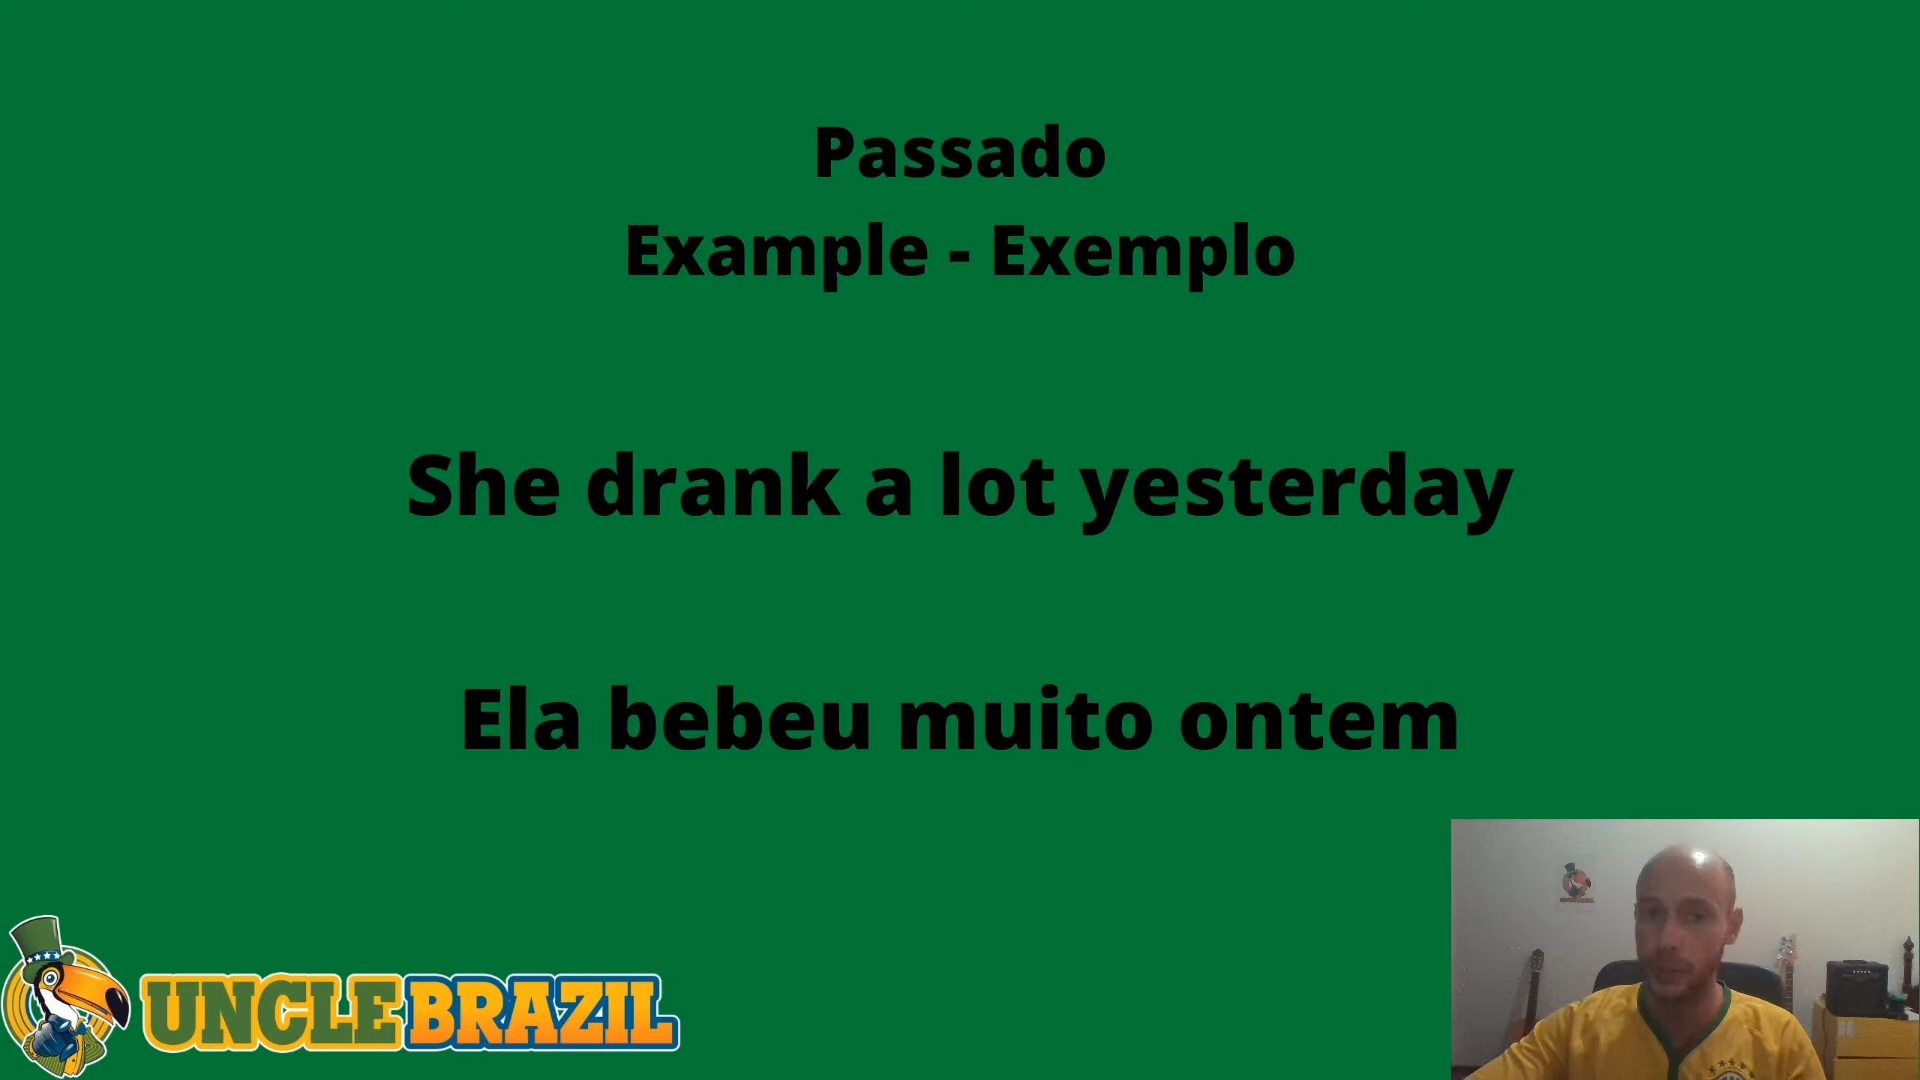 Passado
Example - Exemplo
She drank a lot yesterday
Ela bebeu muito ontem
UNCLE BRAZIL